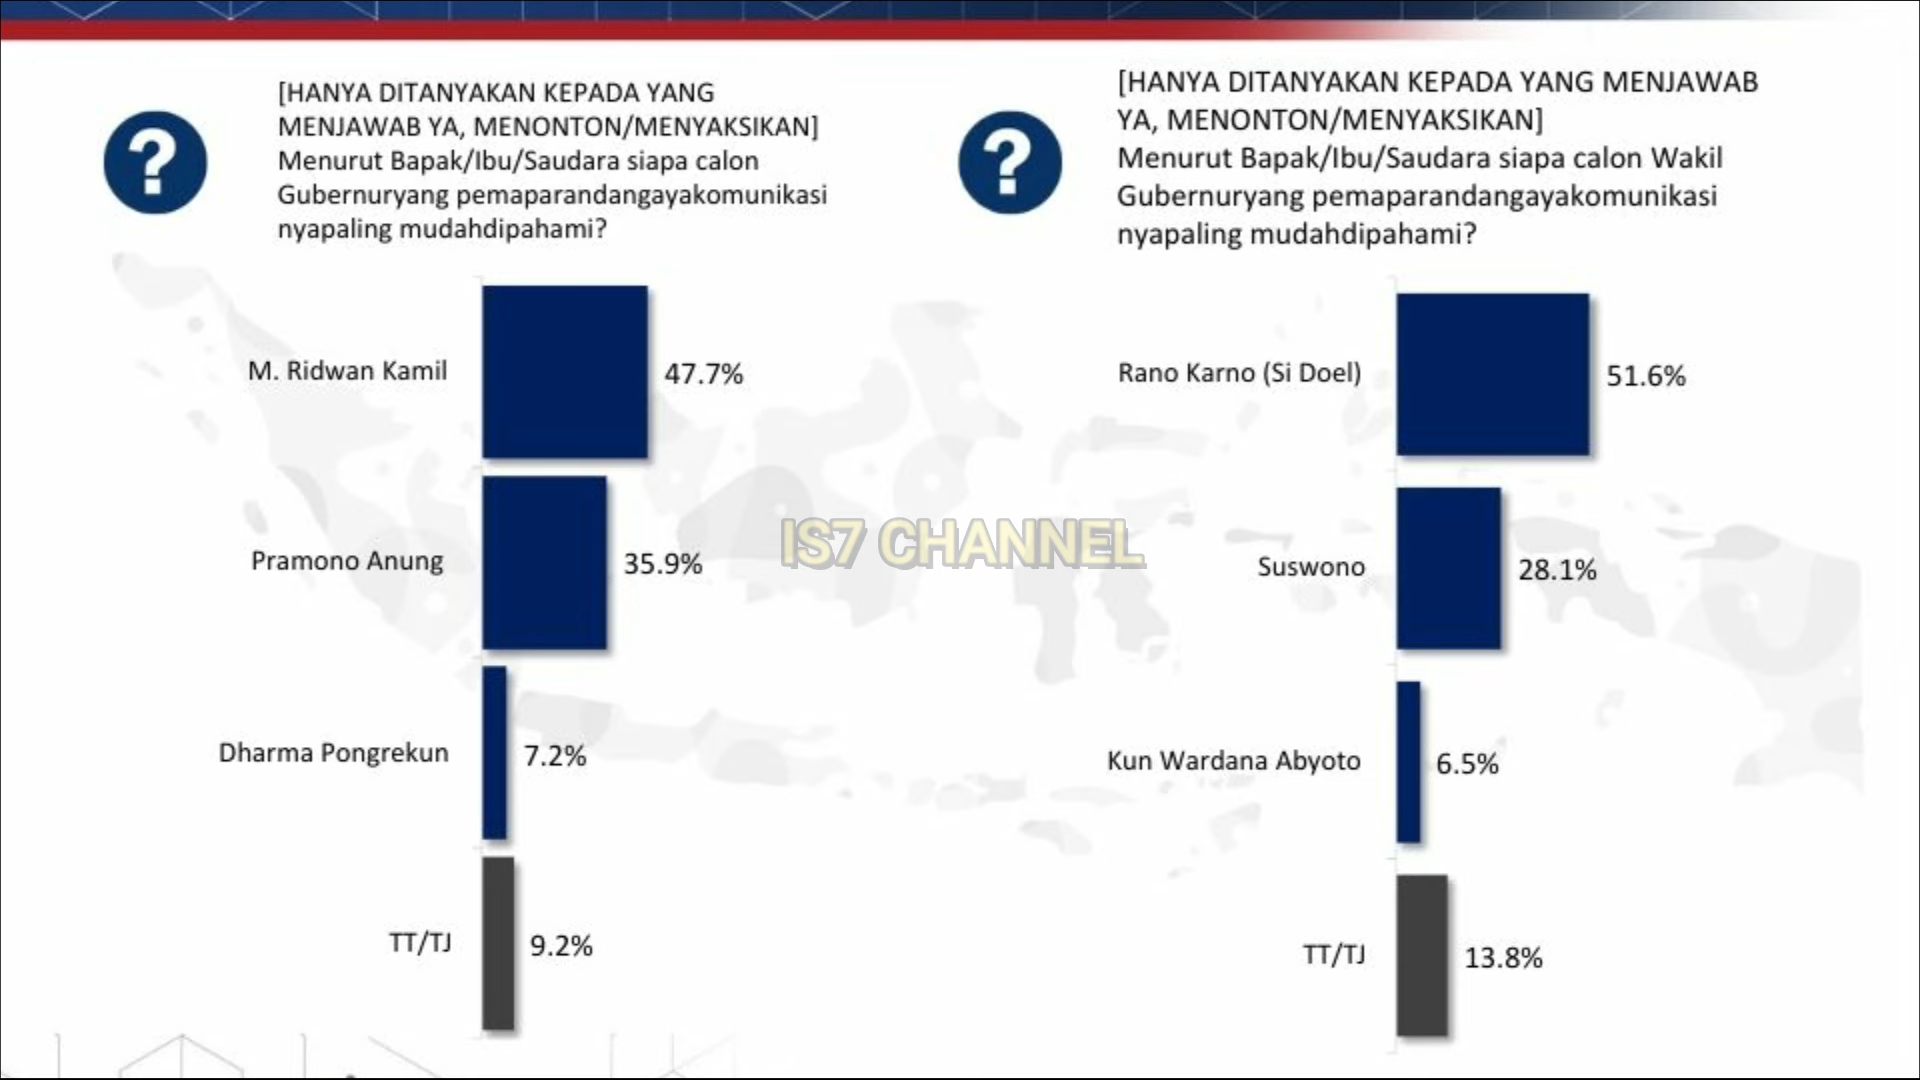 [HANYA DITANYAKAN KEPADA YANG
MENJAWAB YA, MENONTON/MENYAKSIKAN]
Menurut Bapak/Ibu/Saudara siapa calon
Gubernuryang pemaparandangayakomunikasi
nyapaling mudahdipahami?
M. Ridwan Kamil
47.7%
Pramono Anung
35.9%
Dharma Pongrekun
7.2%
TT/TJ
9.2%
[HANYA DITANYAKAN KEPADA YANG MENJAWAB
YA, MENONTON/MENYAKSIKAN]
Menurut Bapak/Ibu/Saudara siapa calon Wakil
Gubernuryang pemaparandangayakomunikasi
nyapaling mudahdipahami?
Rano Karno (Si Doel)
51.6%
Suswono
28.1%
Kun Wardana Abyoto
6.5%
TT/TJ
13.8%
IS7 CHANNEL